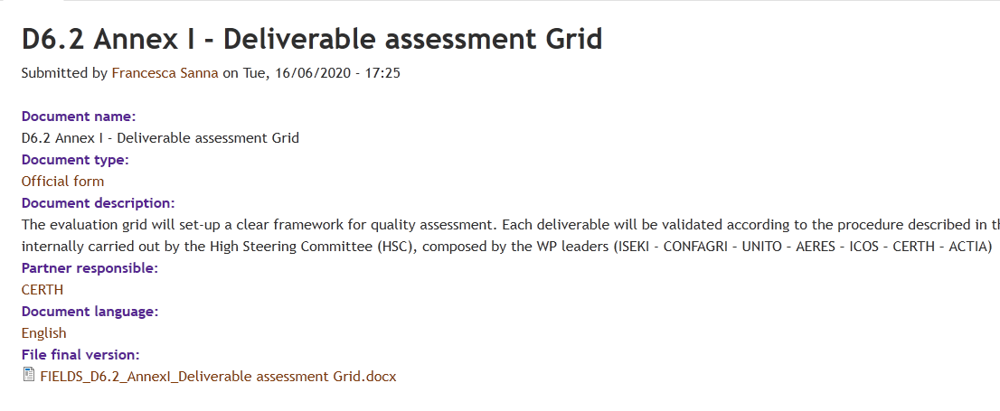 D6.2 Annex I - Deliverable assessment Grid
Submitted by Francesca Sanna on Tue, 16/06/2020 - 17:25
Document name:
D6.2 Annex I - Deliverable assessment Grid
Document type:
Official form
Document description:
The evaluation grid will set-up a clear framework for quality assessment. Each deliverable will be validated according to the procedure described in
internally carried out by the High Steering Committee (HSC), composed by the WP leaders (ISEKI - CONFAGRI - UNITO - AERES - ICOS - CERTH - ACTIA)
Partner responsible:
CERTH
Document language:
English
File final version:
FIELDS_D6.2_AnnexI_Deliverable assessment Grid.docx